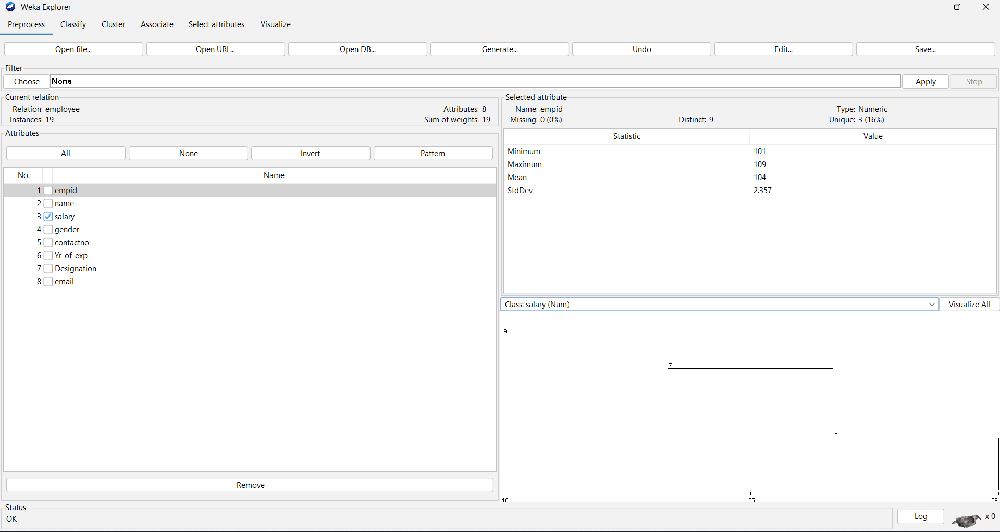 Weka Explorer
Preprocess Classify Cluster Associate Select attributes Visualize
Open file... Open URL... Open DB... Generate... Undo Edit... Save...
Filter
Choose None Apply Stop
Current relation
Relation: employee Attributes: 8
Instances: 19 Sum of weights: 19
Attributes
All None Invert Pattern
No. Name
1 empid
2 name
3 salary
4 gender
5 contactno
6 Yr_of_exp
7 Designation
8 email
Remove
Selected attribute
Name: empid Type: Numeric
Missing: 0 (0%) Distinct: 9 Unique: 3 (16%)
Statistic Value
Minimum 101
Maximum 109
Mean 104
StdDev 2.357
Class: salary (Num) Visualize All
9
7
3
101 105 109
Status
OK
Log x 0